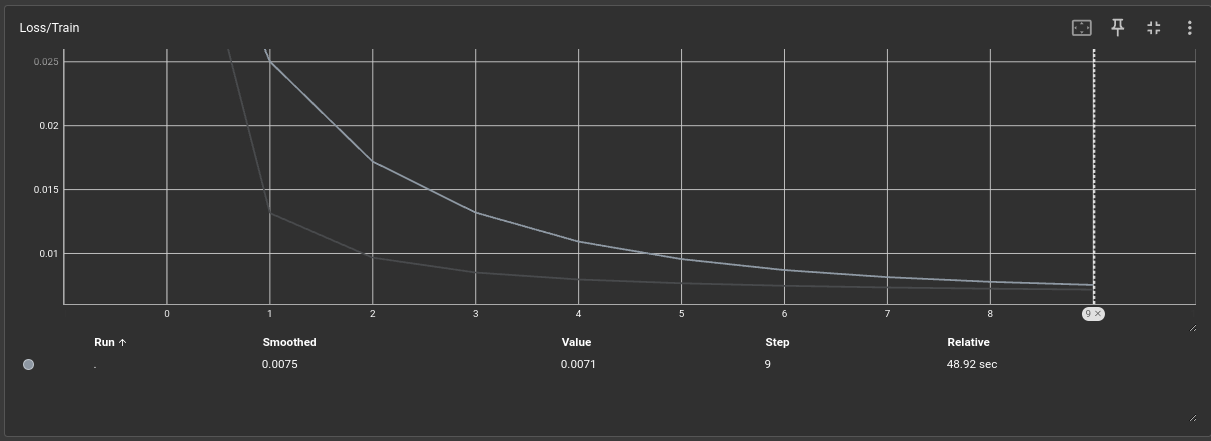 Loss/Train
0.025
0.02
0.015
0.01
0 1 2 3 4 5 6 7 8 9 ×
Run ↑ Smoothed Value Step Relative
. 0.0075 0.0071 9 48.92 sec